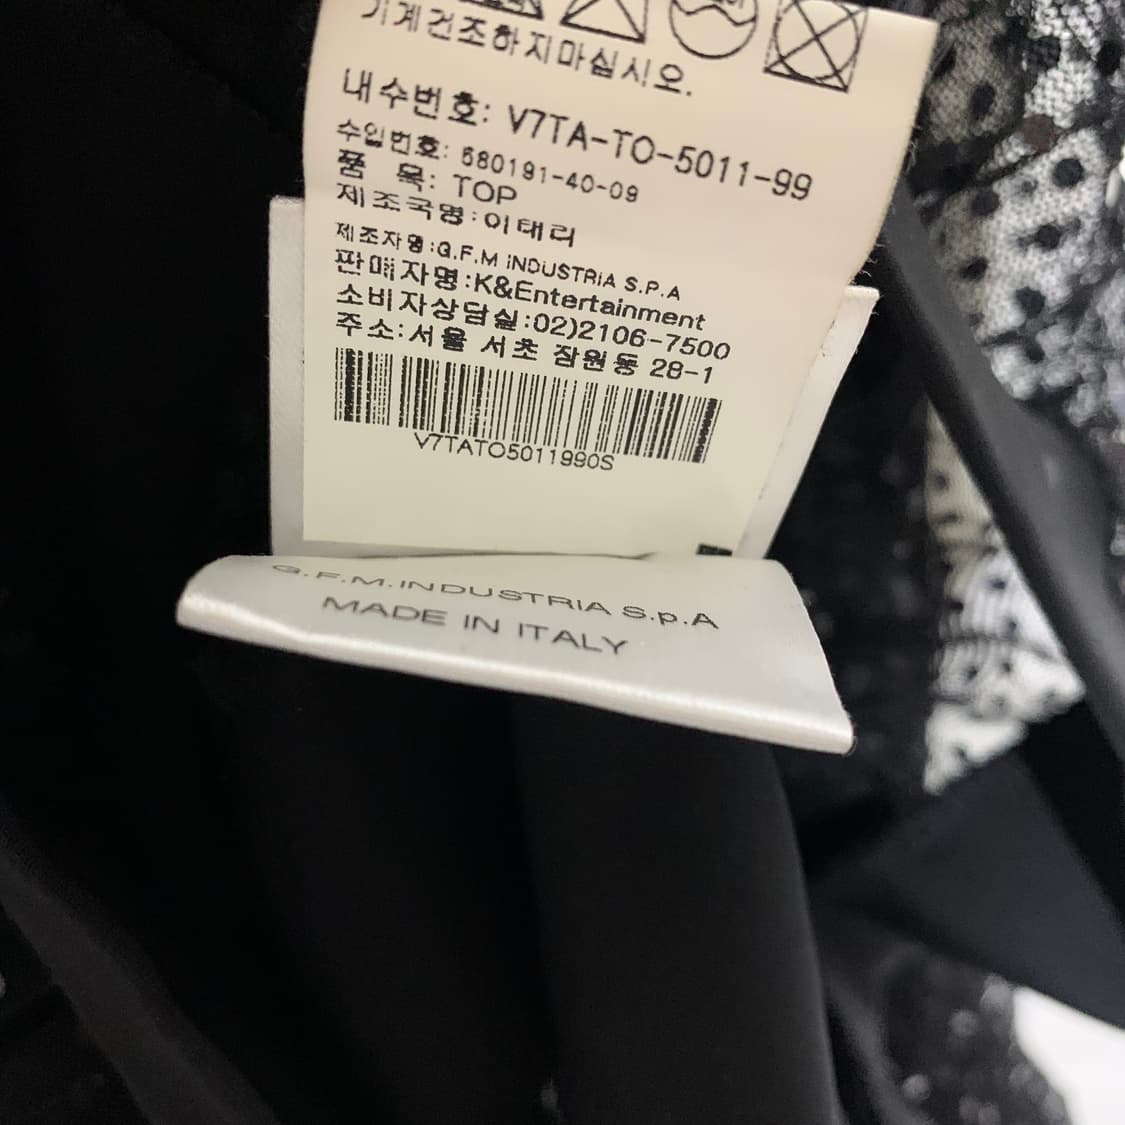 기계건조하지마십시오.
내수번호: V7TA-TO-5011-99
수입번호: 680191-40-09
품 목: TOP
제조국명:이태리
제조자명:G.F.M INDUSTRIA S.P.A
판매자명:K&Entertainment
소비자상담실:02)2106-7500
주소:서울 서초 잠원동 28-1
V7TATO5011990S
G.F.M.INDUSTRIA S.p.A
MADE IN ITALY